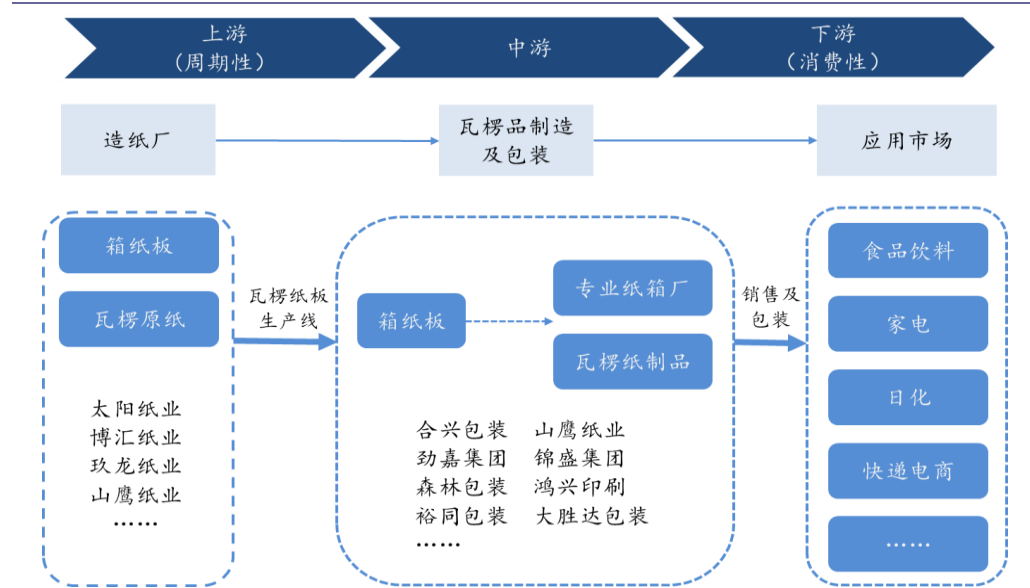 上游
（周期性）
中游
下游
（消费性）
造纸厂
瓦楞品制造
及包装
应用市场
箱纸板
瓦楞原纸
太阳纸业
博汇纸业
玖龙纸业
山鹰纸业
……
瓦楞纸板
生产线
箱纸板
专业纸箱厂
瓦楞纸制品
合兴包装 山鹰纸业
劲嘉集团 锦盛集团
森林包装 鸿兴印刷
裕同包装 大胜达包装
……
销售及
包装
食品饮料
家电
日化
快递电商
……